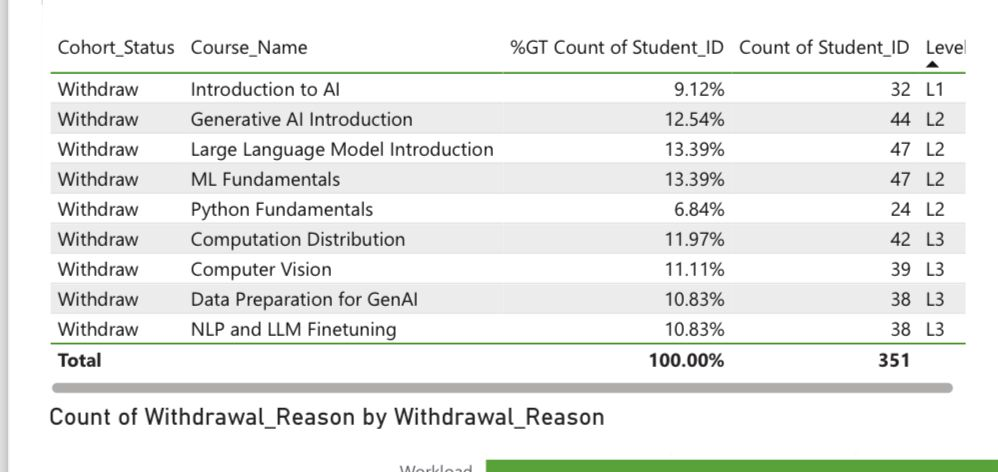 Cohort_Status Course_Name %GT Count of Student_ID Count of Student_ID Level
Withdraw Introduction to AI 9.12% 32 L1
Withdraw Generative AI Introduction 12.54% 44 L2
Withdraw Large Language Model Introduction 13.39% 47 L2
Withdraw ML Fundamentals 13.39% 47 L2
Withdraw Python Fundamentals 6.84% 24 L2
Withdraw Computation Distribution 11.97% 42 L3
Withdraw Computer Vision 11.11% 39 L3
Withdraw Data Preparation for GenAI 10.83% 38 L3
Withdraw NLP and LLM Finetuning 10.83% 38 L3
Total 100.00% 351
Count of Withdrawal_Reason by Withdrawal_Reason
Workload